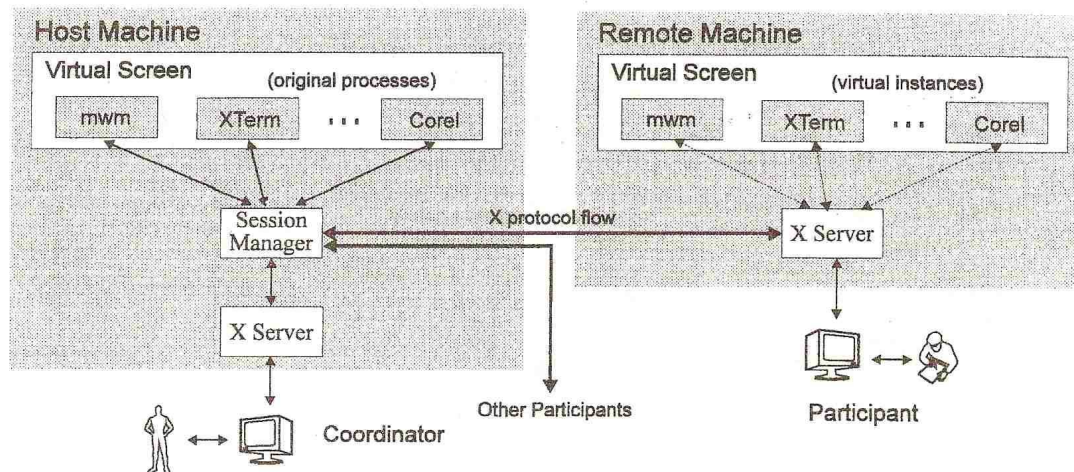 Host Machine
Virtual Screen
(original processes)
mwm
XTerm
...
Corel
Session
Manager
X Server
Coordinator
X protocol flow
Other Participants
Remote Machine
Virtual Screen
(virtual instances)
mwm
XTerm
...
Corel
X Server
Participant